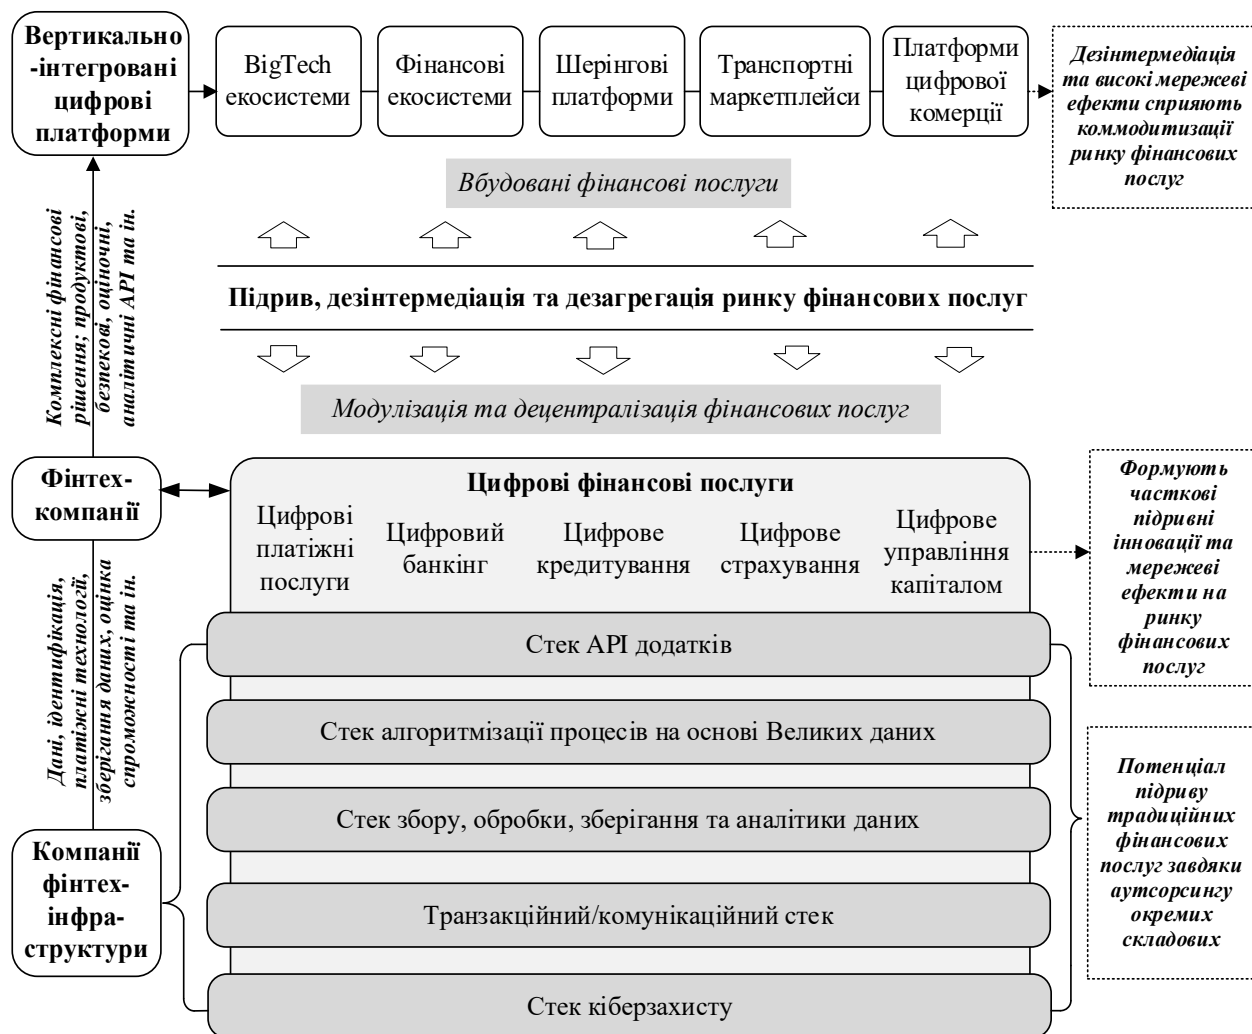 Вертикально
-інтегровані
цифрові
платформи
BigTech
екосистеми
Фінансові
екосистеми
Шерінгові
платформи
Транспортні
маркетплейси
Платформи
цифрової
комерції
Дезінтермедіація
та високі мережеві
ефекти сприяють
коммодитизації
ринку фінансових
послуг
Вбудовані фінансові послуги
Підрив, дезінтермедіація та дезагрегація ринку фінансових послуг
Модулізація та децентралізація фінансових послуг
Комплексні фінансові
рішення; продуктові,
безпекові, оціночні,
аналітичні API та ін.
Фінтех-
компанії
Цифрові фінансові послуги
Цифрові
платіжні
послуги
Цифровий
банкінг
Цифрове
кредитування
Цифрове
страхування
Цифрове
управління
капіталом
Формують
часткові
підривні
інновації та
мережеві
ефекти на
ринку
фінансових
послуг
Дані, ідентифікація,
платіжні технології,
зберігання даних, оцінка
спроможності та ін.
Стек API додатків
Стек алгоритмізації процесів на основі Великих даних
Стек збору, обробки, зберігання та аналітики даних
Транзакційний/комунікаційний стек
Стек кіберзахисту
Компанії
фінтех-
інфра-
структури
Потенціал
підриву
традиційних
фінансових
послуг завдяки
аутсорсингу
окремих
складових